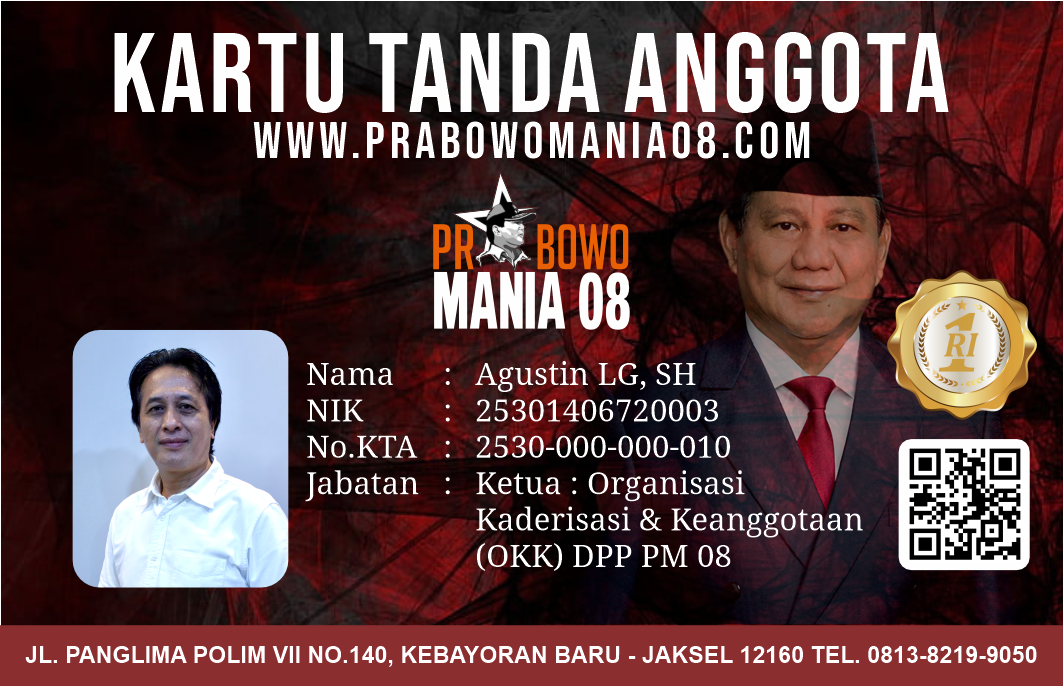 KARTU TANDA ANGGOTA
WWW.PRABOWOMANIA08.COM
PRABOWO
MANIA 08
1
RI
Nama : Agustin LG, SH
NIK : 25301406720003
No.KTA : 2530-000-000-010
Jabatan : Ketua : Organisasi
Kaderisasi & Keanggotaan
(OKK) DPP PM 08
JL. PANGLIMA POLIM VII NO.140, KEBAYORAN BARU - JAKSEL 12160 TEL. 0813-8219-9050